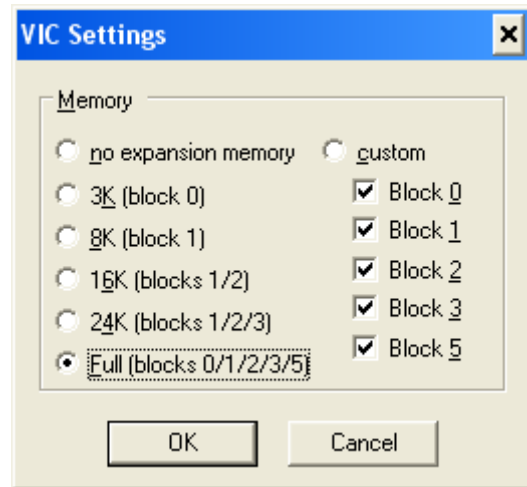 VIC Settings
Memory
no expansion memory
custom
3K (block 0)
Block 0
8K (block 1)
Block 1
16K (blocks 1/2)
Block 2
24K (blocks 1/2/3)
Block 3
Full (blocks 0/1/2/3/5)
Block 5
OK
Cancel